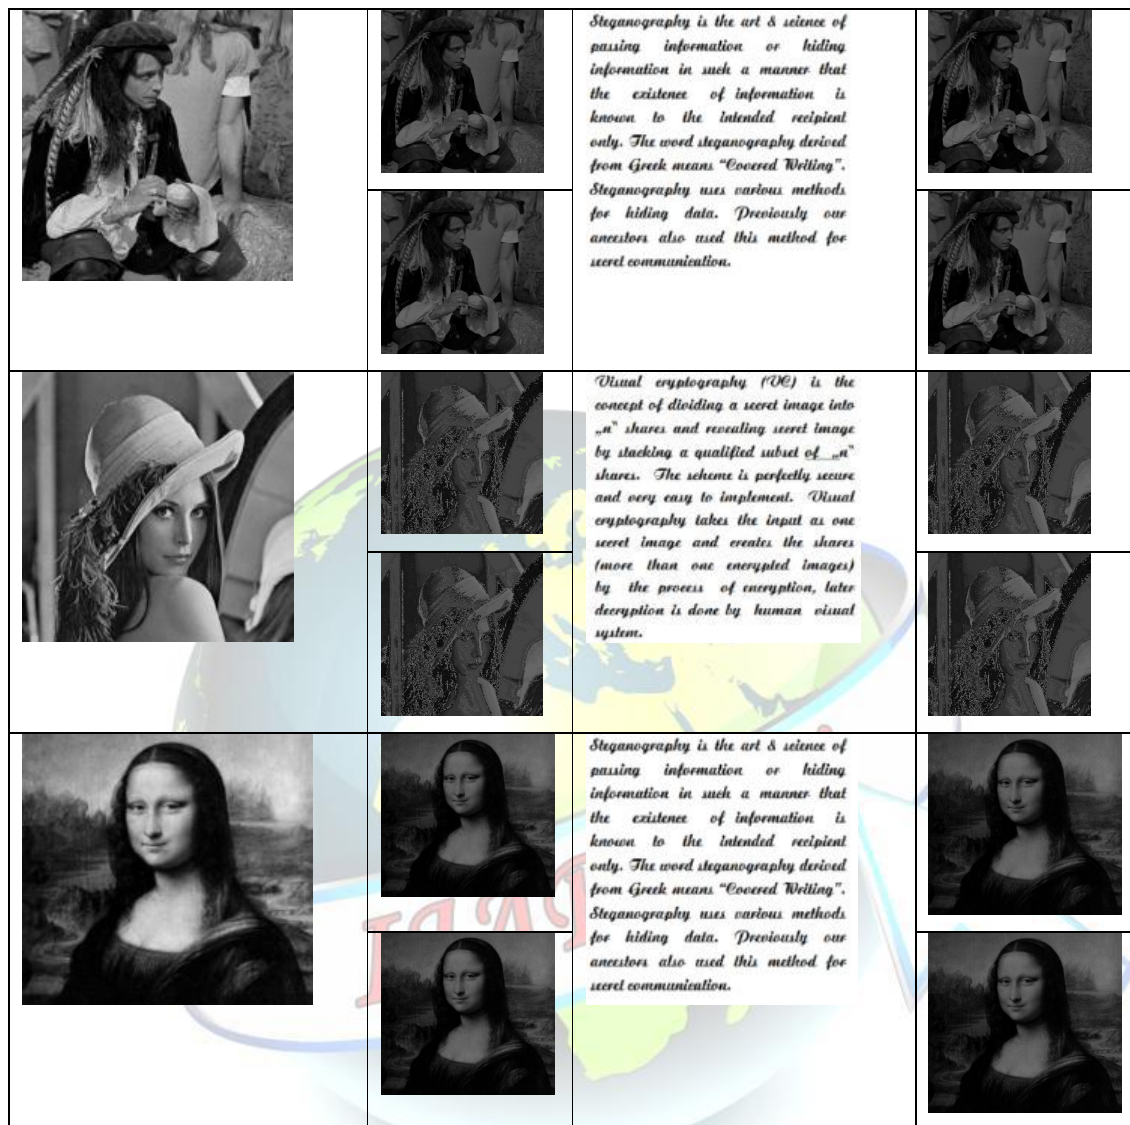 Steganography is the art & science of
passing information or hiding
information in such a manner that
the existence of information is
known to the intended recipient
only. The word steganography derived
from Greek means "Covered Writing".
Steganography uses various methods
for hiding data. Previously our
ancestors also used this method for
secret communication.
Visual cryptography (VC) is the
concept of dividing a secret image into
„n‟ shares and revealing secret image
by stacking a qualified subset of „n‟
shares. The scheme is perfectly secure
and very easy to implement. Visual
cryptography takes the input as one
secret image and creates the shares
(more than one encrypted images)
by the process of encryption, later
decryption is done by human visual
system.
Steganography is the art & science of
passing information or hiding
information in such a manner that
the existence of information is
known to the intended recipient
only. The word steganography derived
from Greek means "Covered Writing".
Steganography uses various methods
for hiding data. Previously our
ancestors also used this method for
secret communication.